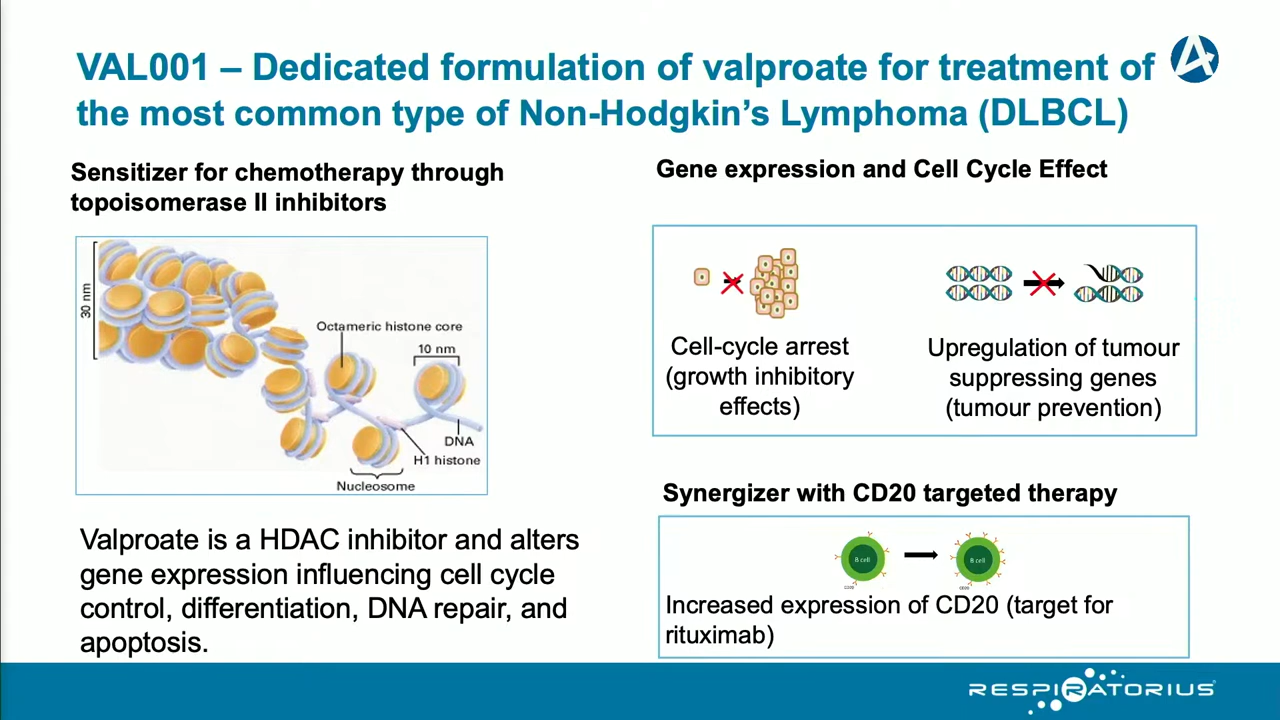 VAL001 – Dedicated formulation of valproate for treatment of
the most common type of Non-Hodgkin's Lymphoma (DLBCL)
Sensitizer for chemotherapy through
topoisomerase II inhibitors
30 nm
Octameric histone core
10 nm
DNA
H1 histone
Nucleosome
Valproate is a HDAC inhibitor and alters
gene expression influencing cell cycle
control, differentiation, DNA repair, and
apoptosis.
Gene expression and Cell Cycle Effect
Cell-cycle arrest
(growth inhibitory
effects)
Upregulation of tumour
suppressing genes
(tumour prevention)
Synergizer with CD20 targeted therapy
B cell
B cell
Increased expression of CD20 (target for
rituximab)
RESPIRATORIUS